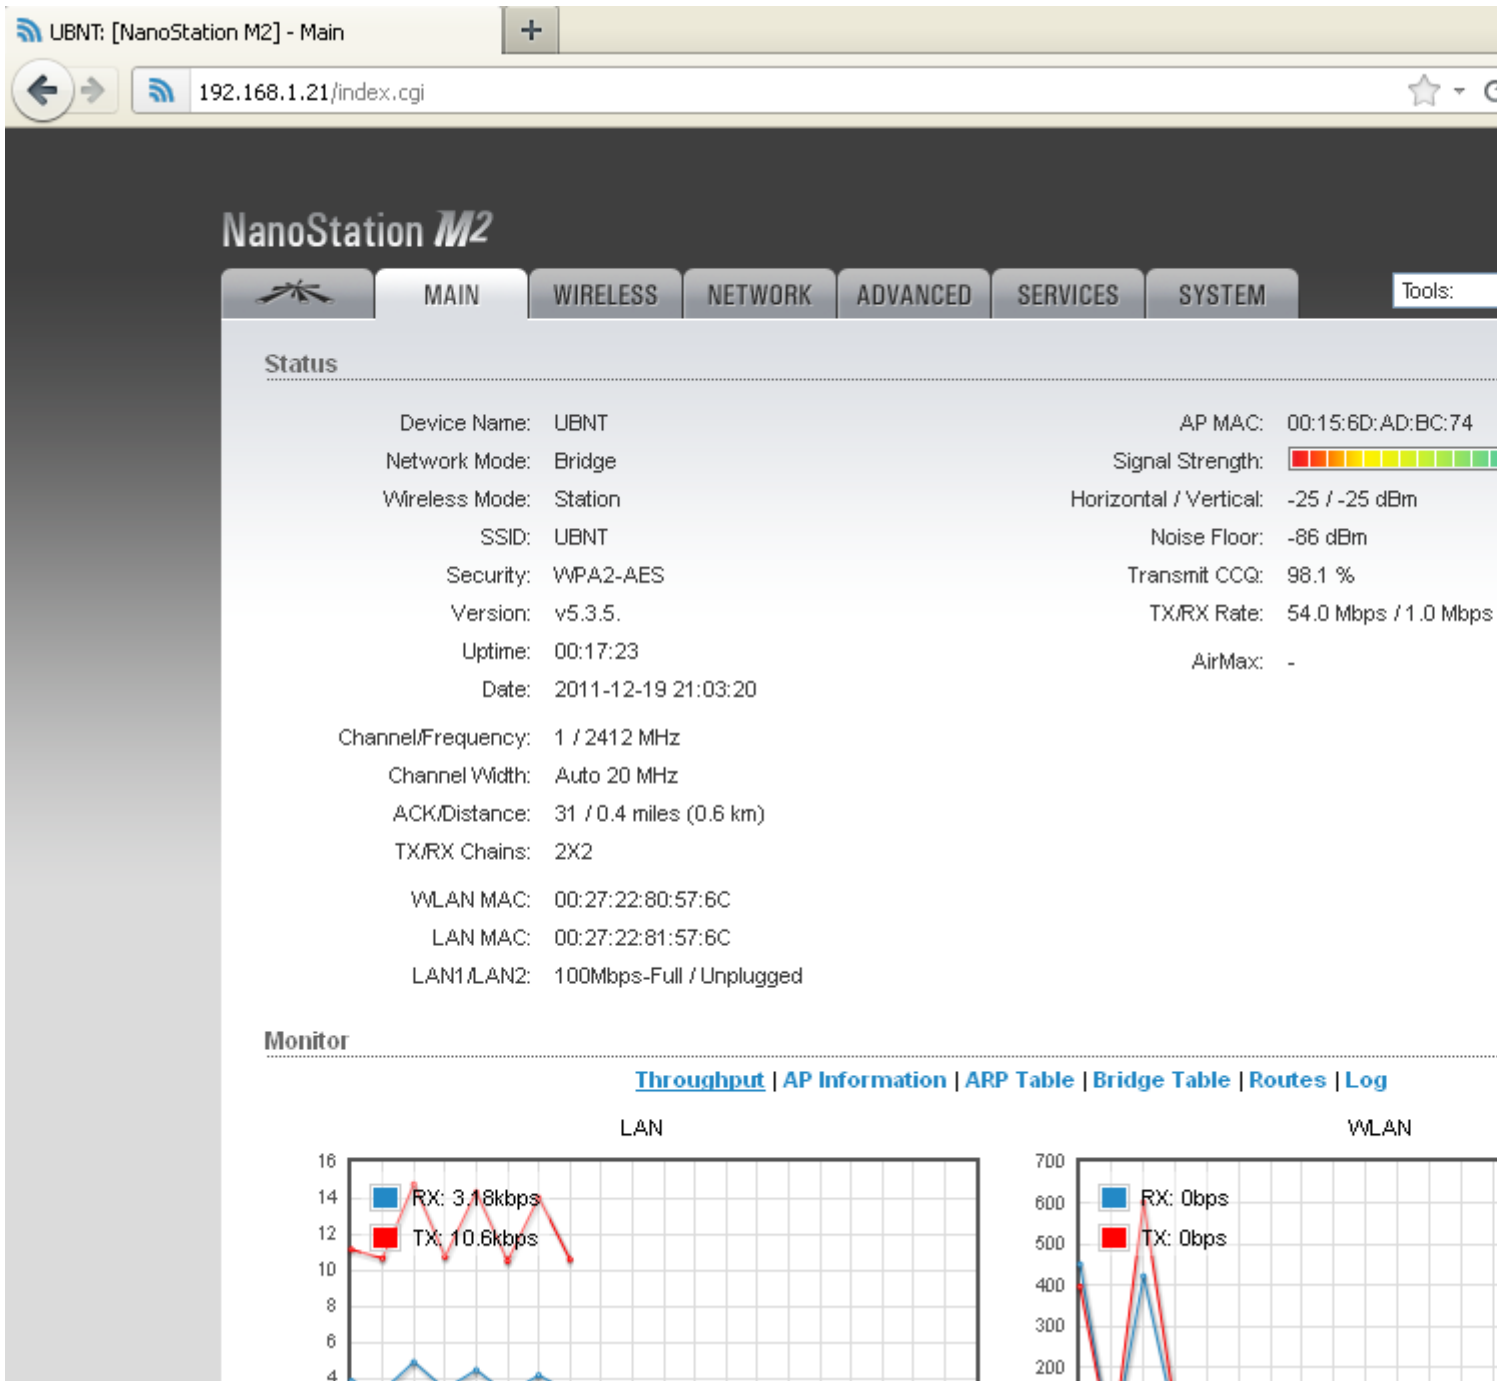 UBNT: [NanoStation M2] - Main
192.168.1.21/index.cgi
NanoStation M2
MAIN WIRELESS NETWORK ADVANCED SERVICES SYSTEM Tools:
Status
Device Name: UBNT
Network Mode: Bridge
Wireless Mode: Station
SSID: UBNT
Security: WPA2-AES
Version: v5.3.5.
Uptime: 00:17:23
Date: 2011-12-19 21:03:20
Channel/Frequency: 1 / 2412 MHz
Channel Width: Auto 20 MHz
ACK/Distance: 31 / 0.4 miles (0.6 km)
TX/RX Chains: 2X2
WLAN MAC: 00:27:22:80:57:6C
LAN MAC: 00:27:22:81:57:6C
LAN1/LAN2: 100Mbps-Full / Unplugged
AP MAC: 00:15:6D:AD:BC:74
Signal Strength:
Horizontal / Vertical: -25 / -25 dBm
Noise Floor: -86 dBm
Transmit CCQ: 98.1 %
TX/RX Rate: 54.0 Mbps / 1.0 Mbps
AirMax: -
Monitor
Throughput | AP Information | ARP Table | Bridge Table | Routes | Log
LAN
16
14
12
10
8
6
4
RX: 3.18kbps
TX: 10.6kbps
WLAN
700
600
500
400
300
200
RX: 0bps
TX: 0bps